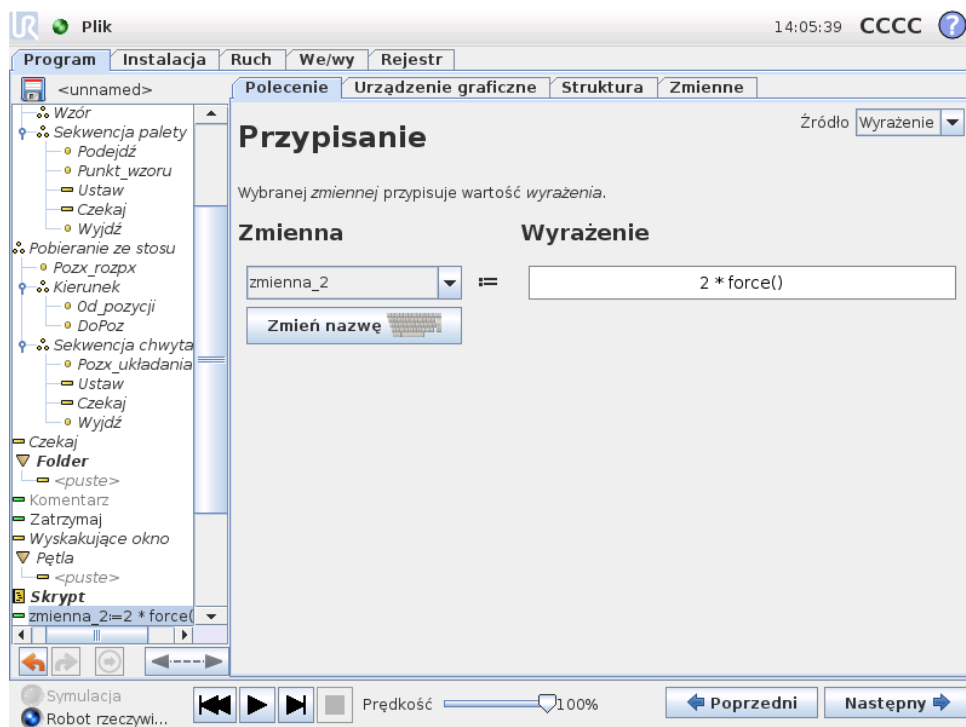 UR Plik 14:05:39 CCCC ?
Program Instalacja Ruch We/wy Rejestr
<unnamed>
Polecenie Urządzenie graficzne Struktura Zmienne
Wzór
Sekwencja palety
Podejdź
Punkt_wzoru
Ustaw
Czekaj
Wyjdź
Pobieranie ze stosu
Pozx_rozpx
Kierunek
Od_pozycji
DoPoz
Sekwencja chwyta
Pozx_układania
Ustaw
Czekaj
Wyjdź
Czekaj
Folder
<puste>
Komentarz
Zatrzymaj
Wyskakujące okno
Pętla
<puste>
Skrypt
zmienna_2:=2 * force(
Przypisanie
Źródło Wyrażenie
Wybranej zmiennej przypisuje wartość wyrażenia.
Zmienna Wyrażenie
zmienna_2 := 2 * force()
Zmień nazwę
Symulacja
Robot rzeczywi...
Prędkość 100%
Poprzedni Następny